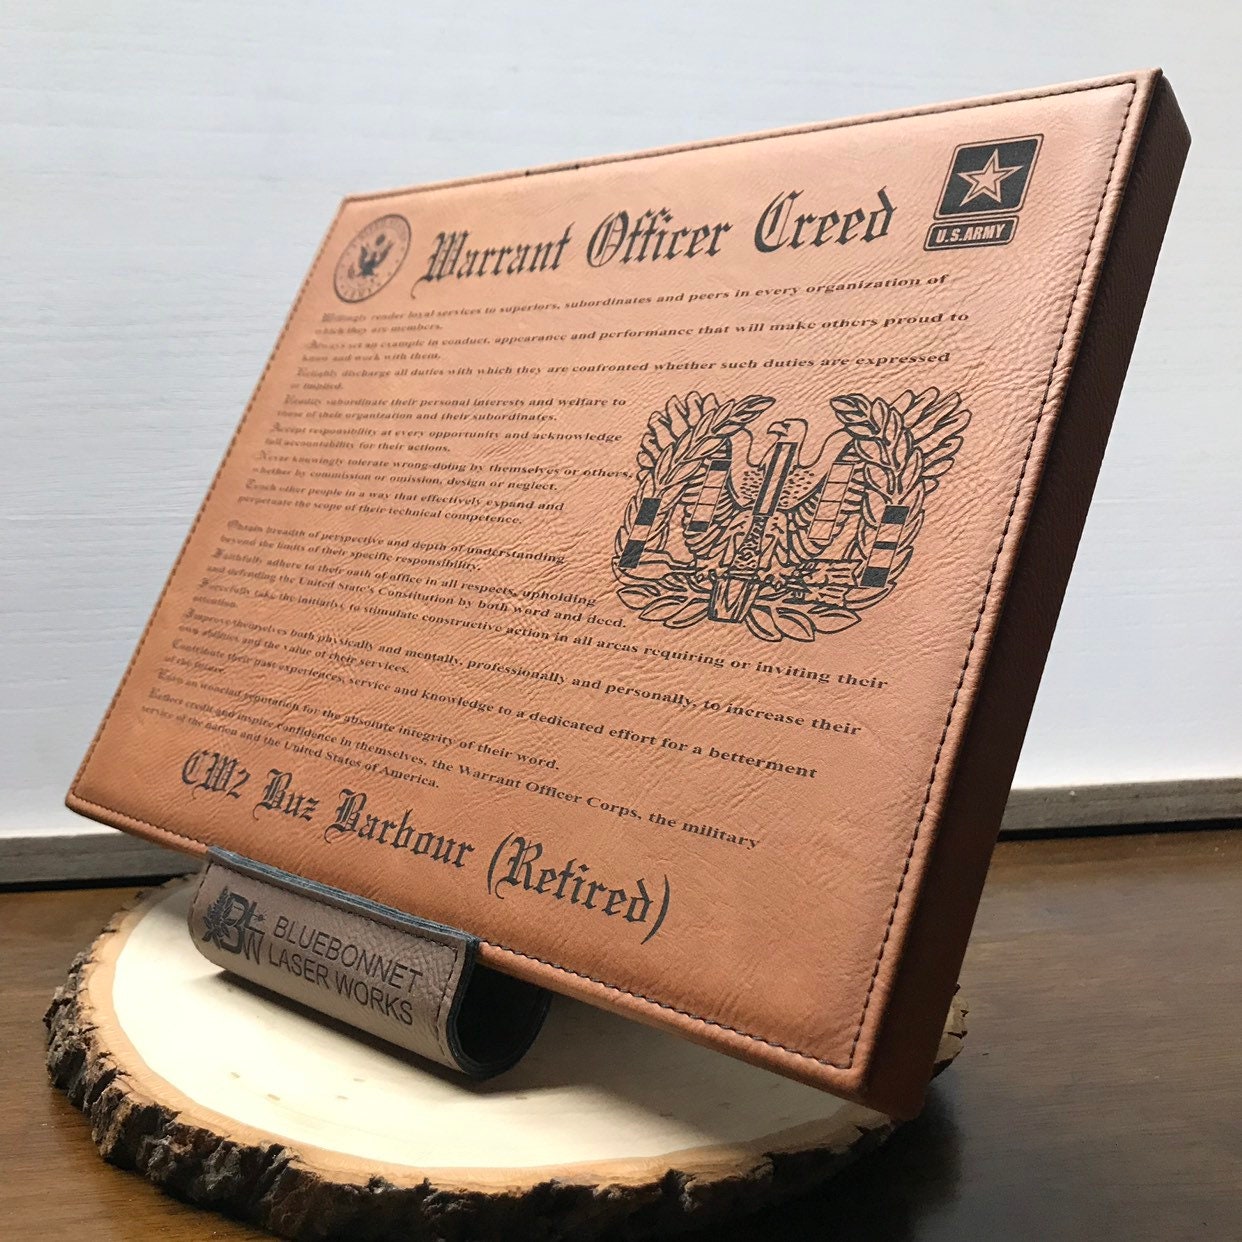 Warrant Officer Creed
U.S.ARMY
Willingly render loyal services to superiors, subordinates and peers in every organization of
which they are members.
Always set an example in conduct, appearance and performance that will make others proud to
know and work with them.
Reliably discharge all duties with which they are confronted whether such duties are expressed
or implied.
Readily subordinate their personal interests and welfare to
those of their organization and their subordinates.
Accept responsibility at every opportunity and acknowledge
full accountability for their actions.
Never knowingly tolerate wrong-doing by themselves or others,
whether by commission or omission, design or neglect.
Teach other people in a way that effectively expand and
perpetuate the scope of their technical competence.
Obtain breadth of perspective and depth of understanding
beyond the limits of their specific responsibility.
Faithfully adhere to their oath of office in all respects, upholding
and defending the United State's Constitution by both word and deed.
Forcefully take the initiative to stimulate constructive action in all areas requiring or inviting their
attention.
Improve themselves both physically and mentally, professionally and personally, to increase their
own abilities and the value of their services.
Contribute their past experiences, service and knowledge to a dedicated effort for a betterment
of the future.
Earn an ironclad reputation for the absolute integrity of their word.
Reflect credit and inspire confidence in themselves, the Warrant Officer Corps, the military
service of the nation and the United States of America.
CW2 Buz Barbour (Retired)
BLUEBONNET
LASER WORKS